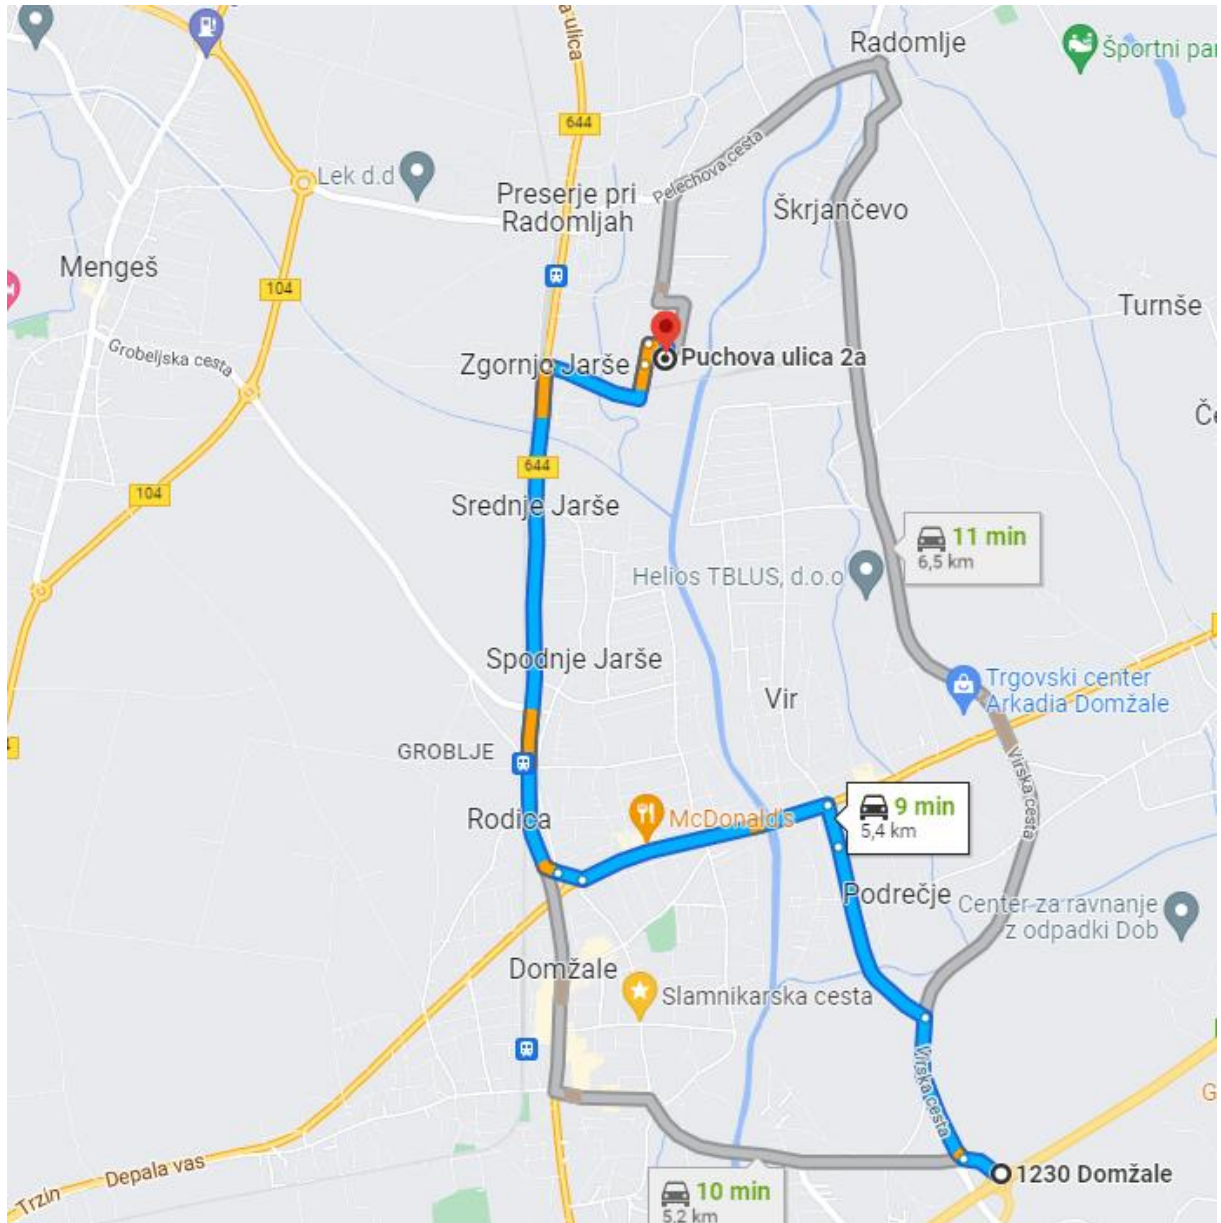 Radomlje
Športni par
ulica
644
Lek d.d
Pelechova cesta
Preserje pri
Radomljah
Škrjančevo
Mengeš
104
Turnše
Grobeljska cesta
Zgornje Jarše
Puchova ulica 2a
644
104
Srednje Jarše
11 min
6,5 km
Helios TBLUS, d.o.o
Spodnje Jarše
Trgovski center
Arkadia Domžale
Vir
GROBLJE
Virska cesta
9 min
5,4 km
Rodica
McDonald's
Podrečje
Center za ravnanje
z odpadki Dob
Domžale
Slamnikarska cesta
Virska cesta
G
Depala vas
Trzin
1230 Domžale
10 min
5,2 km